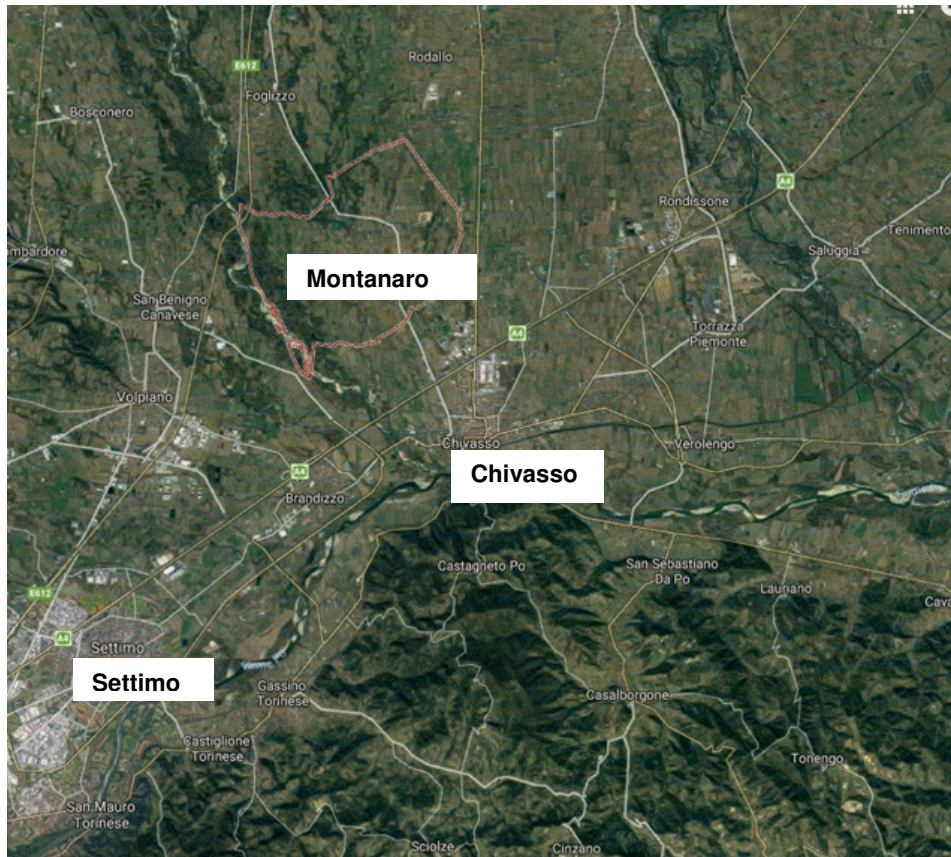 Rodallo
E612
Foglizzo
Bosconero
A4
Rondissone
Tenimento
ombardore
Saluggia
Montanaro
San Benigno
Canavese
A4
Torrazza
Piemonte
Volpiano
Chivasso
Verolengo
Chivasso
A4
Brandizzo
Castagneto Po
San Sebastiano
Da Po
Lauriano
E612
Cava
A4
Settimo
Settimo
Gassino
Torinese
Casalborgone
Castiglione
Torinese
Tonengo
San Mauro
Torinese
Sciolze
Cinzano